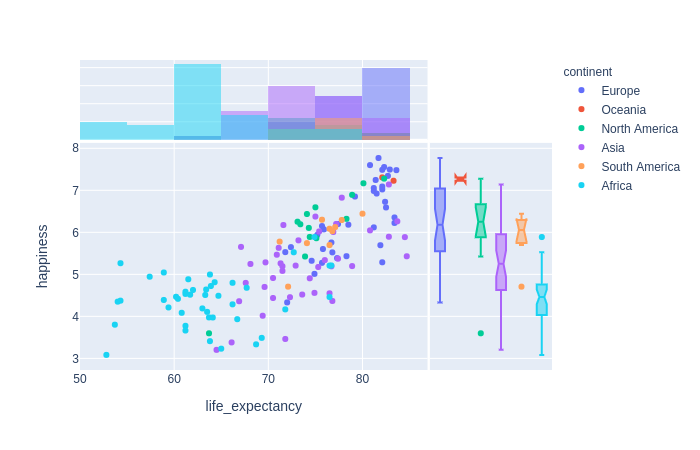 continent
Europe
Oceania
North America
Asia
South America
Africa
8
7
6
5
4
3
happiness
50 60 70 80
life_expectancy